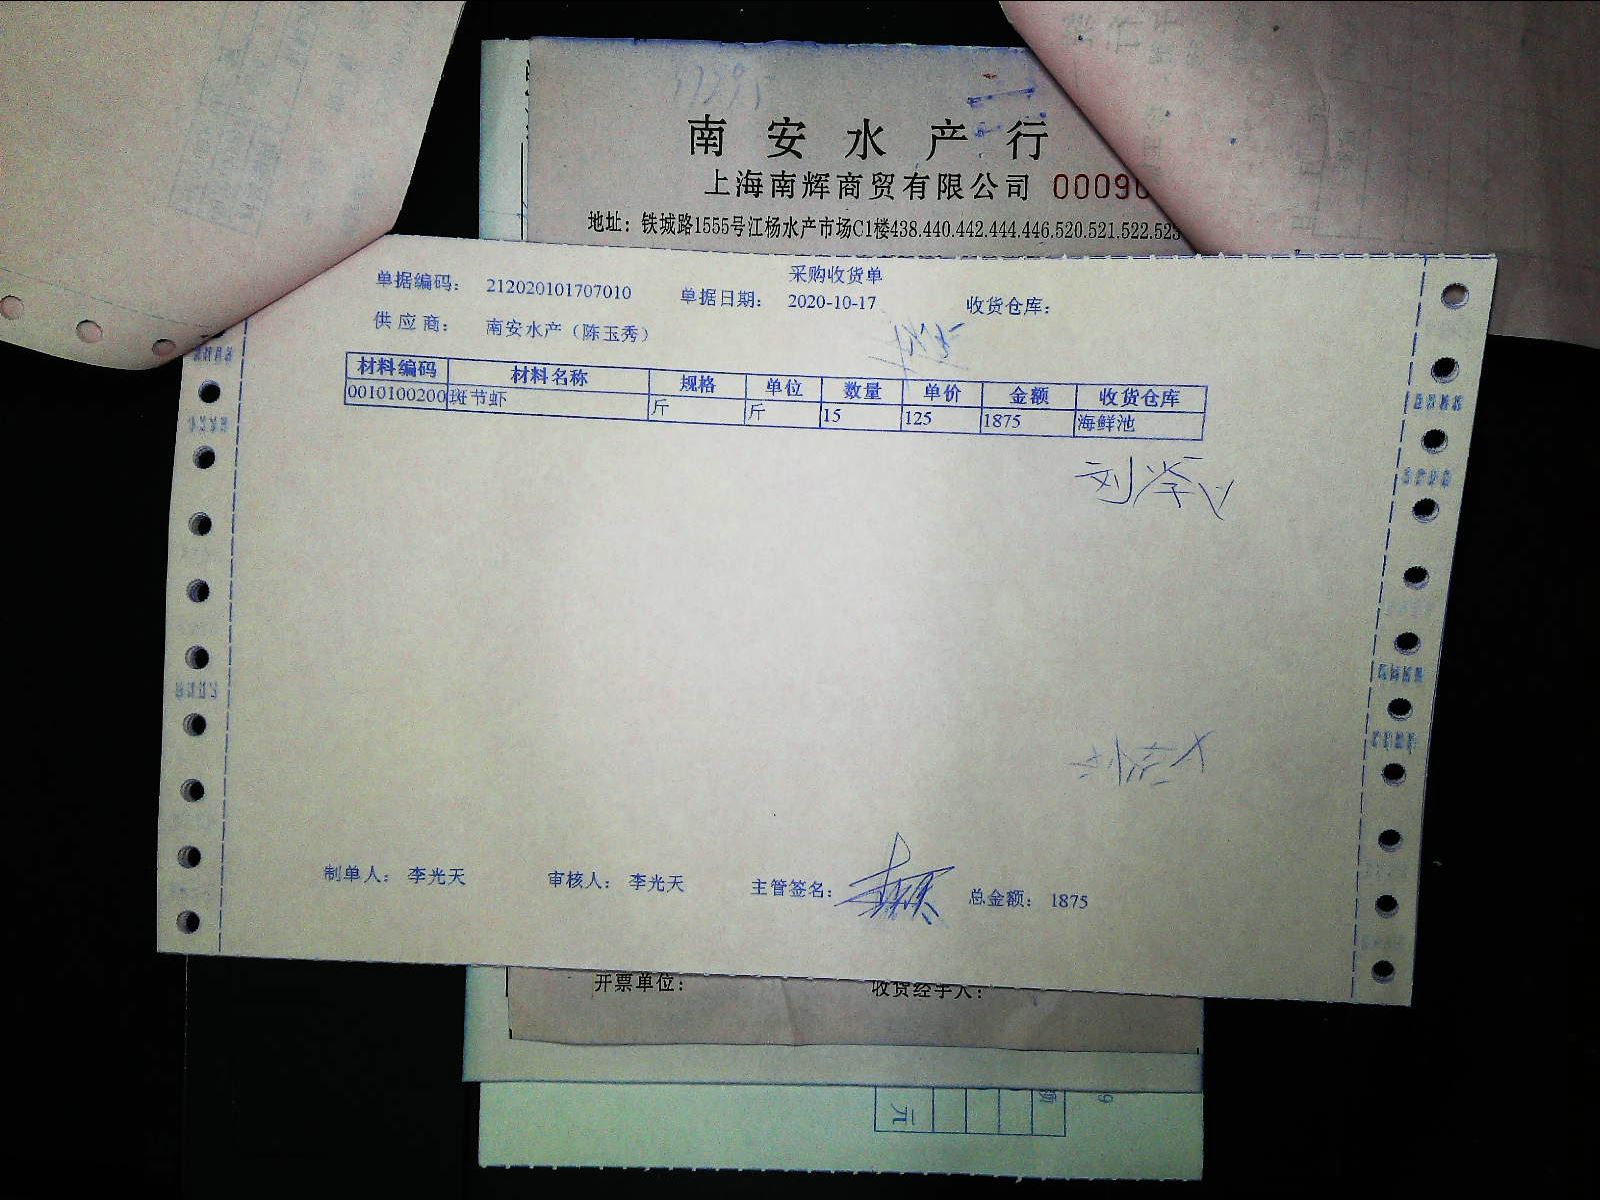 南安水产行
上海南辉商贸有限公司 0009
地址：铁城路1555号江杨水产市场C1楼438.440.442.444.446.520.521.522.523
采购收货单
单据编码： 212020101707010 单据日期： 2020-10-17 收货仓库：
供应商： 南安水产（陈玉秀）
材料编码 材料名称 规格 单位 数量 单价 金额 收货仓库
0010100200 斑节虾 斤 斤 15 125 1875 海鲜池
制单人： 李光天 审核人： 李光天 主管签名： 总金额： 1875
开票单位： 收货经手人：
元